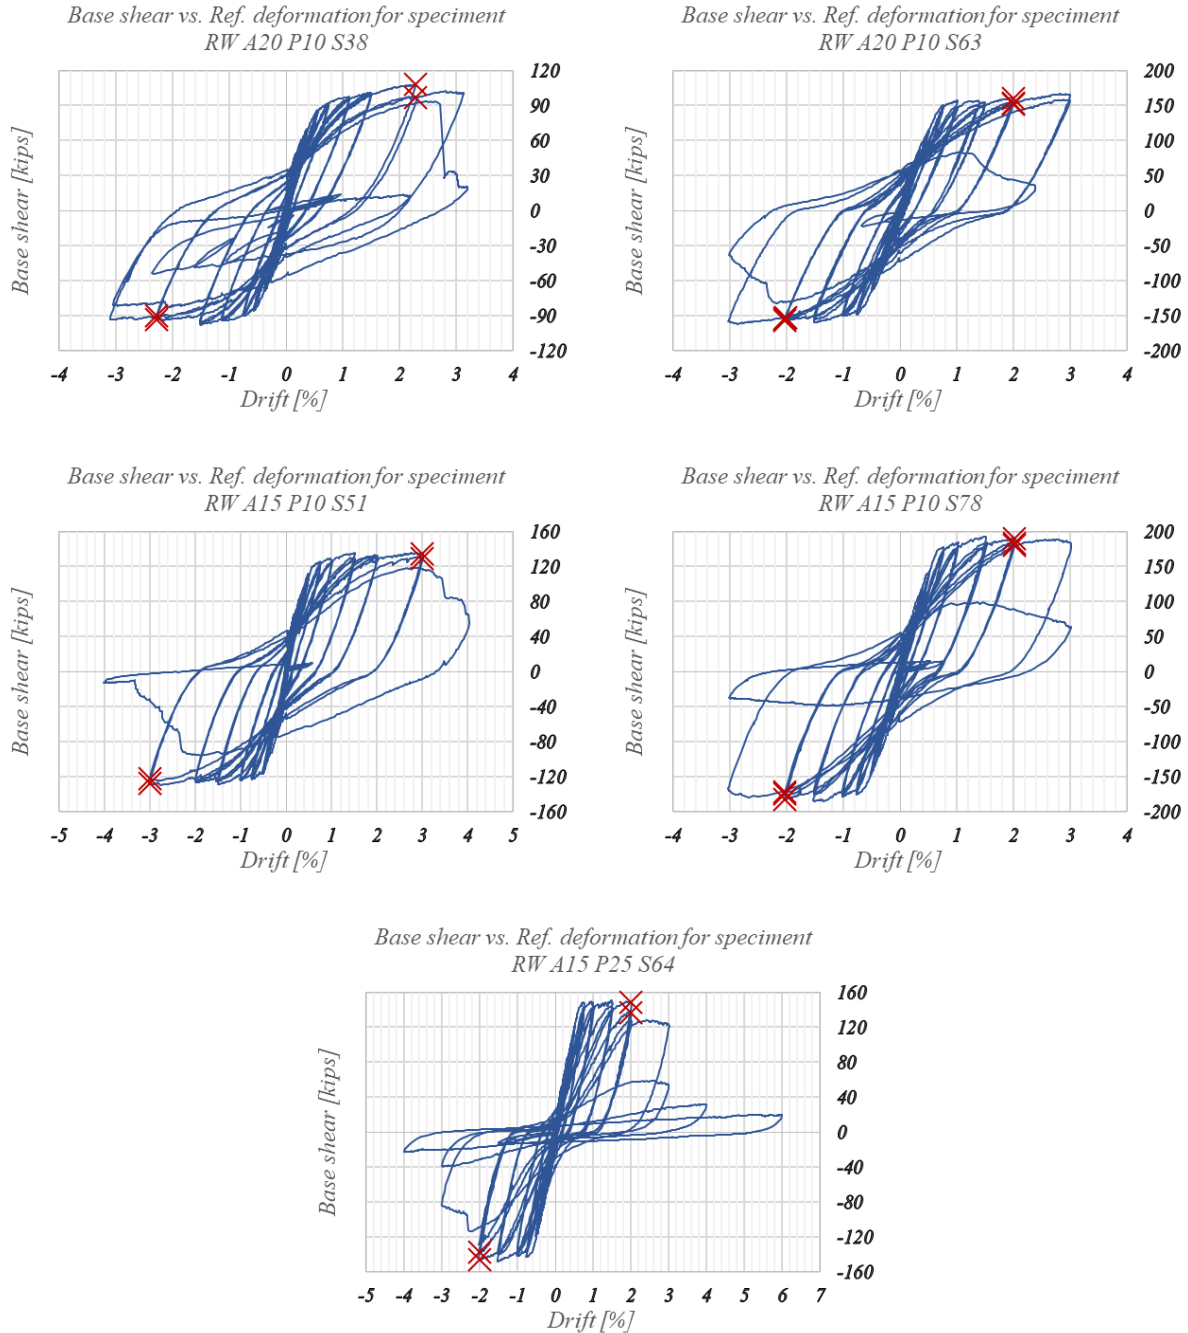 Base shear vs. Ref. deformation for speciment
RW A20 P10 S38
120
90
60
30
0
-30
-60
-90
-120
Base shear [kips]
-4 -3 -2 -1 0 1 2 3 4
Drift [%]
Base shear vs. Ref. deformation for speciment
RW A20 P10 S63
200
150
100
50
0
-50
-100
-150
-200
Base shear [kips]
-4 -3 -2 -1 0 1 2 3 4
Drift [%]
Base shear vs. Ref. deformation for speciment
RW A15 P10 S51
160
120
80
40
0
-40
-80
-120
-160
Base shear [kips]
-5 -4 -3 -2 -1 0 1 2 3 4 5
Drift [%]
Base shear vs. Ref. deformation for speciment
RW A15 P10 S78
200
150
100
50
0
-50
-100
-150
-200
Base shear [kips]
-4 -3 -2 -1 0 1 2 3 4
Drift [%]
Base shear vs. Ref. deformation for speciment
RW A15 P25 S64
160
120
80
40
0
-40
-80
-120
-160
Base shear [kips]
-5 -4 -3 -2 -1 0 1 2 3 4 5 6 7
Drift [%]